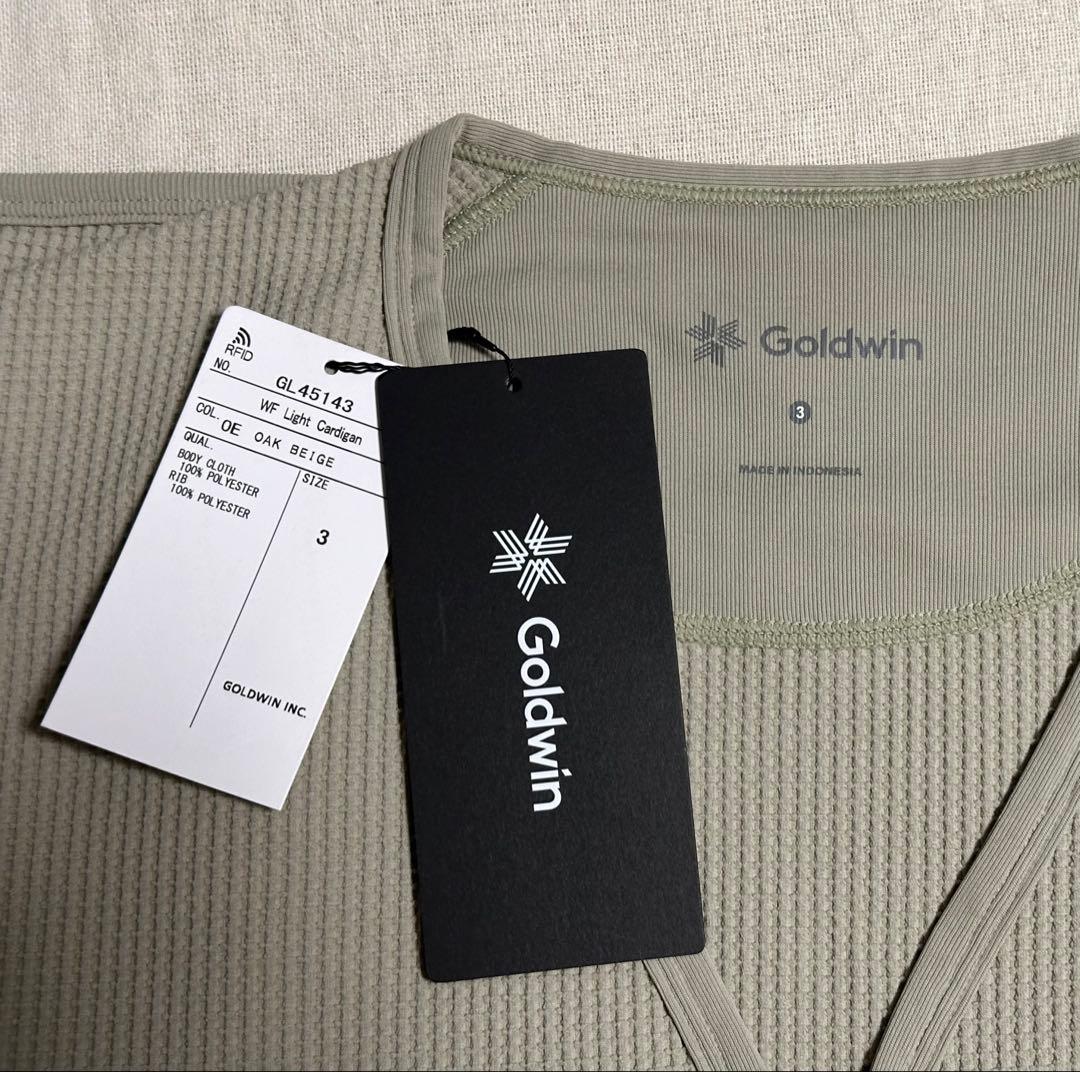 RFID
NO.
GL45143
WF Light Cardigan
COL.
OE OAK BEIGE
QUAL.
BODY CLOTH
100% POLYESTER
RIB
100% POLYESTER
SIZE
3
GOLDWIN INC.
Goldwin
Goldwin
3
MADE IN INDONESIA